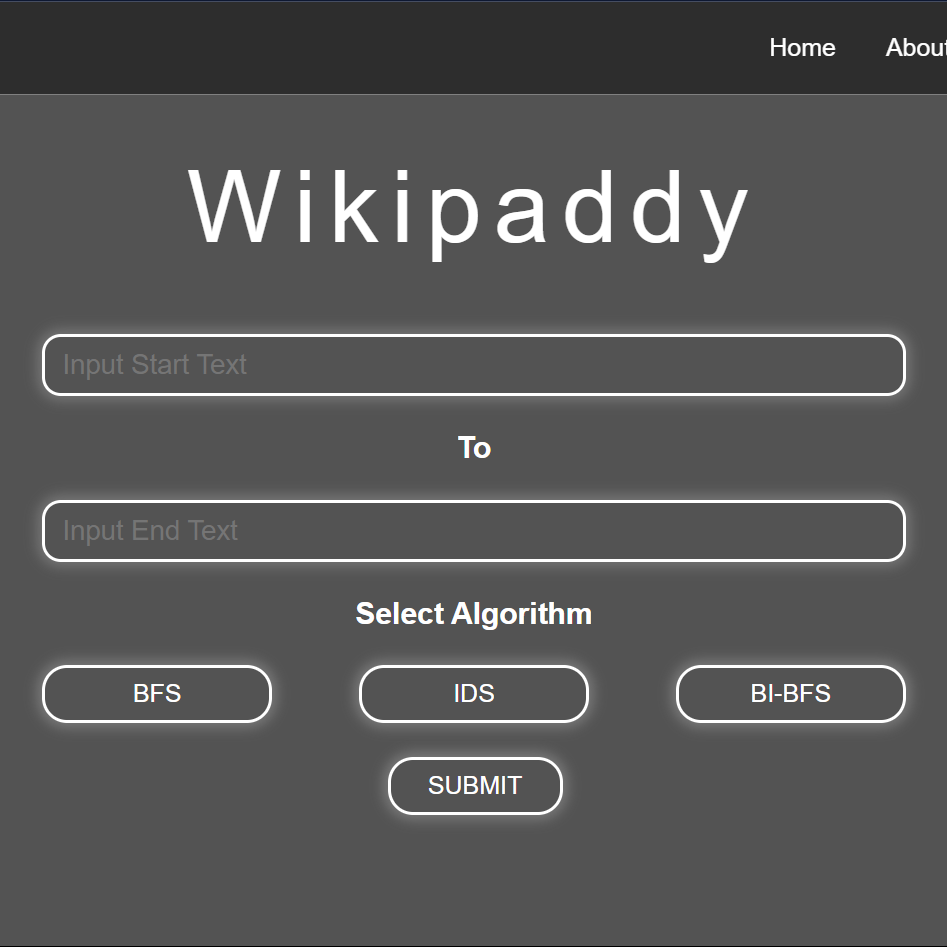 Home About
Wikipaddy
Input Start Text
To
Input End Text
Select Algorithm
BFS IDS BI-BFS
SUBMIT